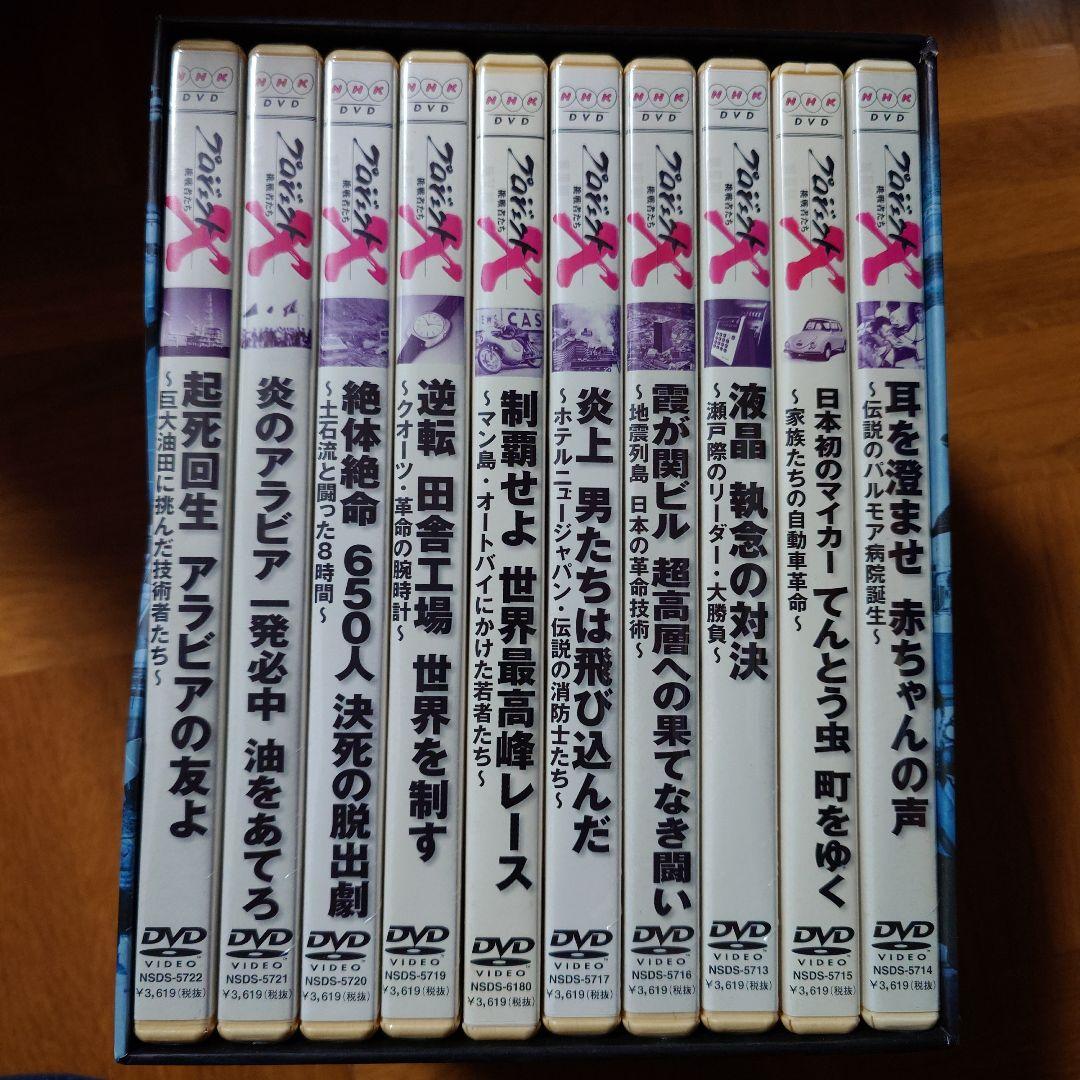 NHK
DVD
プロジェクトX
挑戦者たち
起死回生 アラビアの友よ
～巨大油田に挑んだ技術者たち～
DVD
VIDEO
NSDS-5722
¥3,619(税抜)
NHK
DVD
プロジェクトX
挑戦者たち
炎のアラビア 一発必中 油をあてろ
DVD
VIDEO
NSDS-5721
¥3,619(税抜)
NHK
DVD
プロジェクトX
挑戦者たち
絶体絶命 650人 決死の脱出劇
～土石流と闘った8時間～
DVD
VIDEO
NSDS-5720
¥3,619(税抜)
NHK
DVD
プロジェクトX
挑戦者たち
逆転 田舎工場 世界を制す
～クオーツ・革命の腕時計～
DVD
VIDEO
NSDS-5719
¥3,619(税抜)
NHK
DVD
プロジェクトX
挑戦者たち
CAS
制覇せよ 世界最高峰レース
～マン島・オートバイにかけた若者たち～
DVD
VIDEO
NSDS-6180
¥3,619(税抜)
NHK
DVD
プロジェクトX
挑戦者たち
炎上 男たちは飛び込んだ
～ホテルニュージャパン・伝説の消防士たち～
DVD
VIDEO
NSDS-5717
¥3,619(税抜)
NHK
DVD
プロジェクトX
挑戦者たち
霞が関ビル 超高層への果てなき闘い
～地震列島 日本の革命技術～
DVD
VIDEO
NSDS-5716
¥3,619(税抜)
NHK
DVD
プロジェクトX
挑戦者たち
液晶 執念の対決
～瀬戸際のリーダー・大勝負～
DVD
VIDEO
NSDS-5713
¥3,619(税抜)
NHK
DVD
プロジェクトX
挑戦者たち
日本初のマイカー てんとう虫 町をゆく
～家族たちの自動車革命～
DVD
VIDEO
NSDS-5715
¥3,619(税抜)
NHK
DVD
プロジェクトX
挑戦者たち
耳を澄ませ 赤ちゃんの声
～伝説のパルモア病院誕生～
DVD
VIDEO
NSDS-5714
¥3,619(税抜)